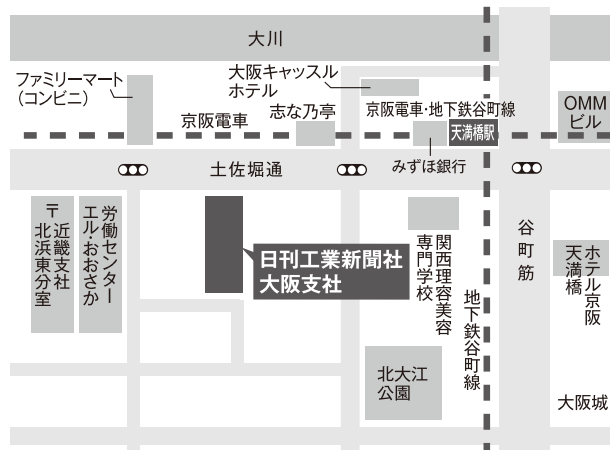 大川
ファミリーマート
（コンビニ）
大阪キャッスル
ホテル
京阪電車
志な乃亭
京阪電車・地下鉄谷町線
天満橋駅
OMM
ビル
みずほ銀行
土佐堀通
〒近畿支社
北浜東分室
労働センター
エル・おおさか
日刊工業新聞社
大阪支社
関西理容美容
専門学校
地下鉄谷町線
谷町筋
ホテル京阪
天満橋
北大江
公園
大阪城